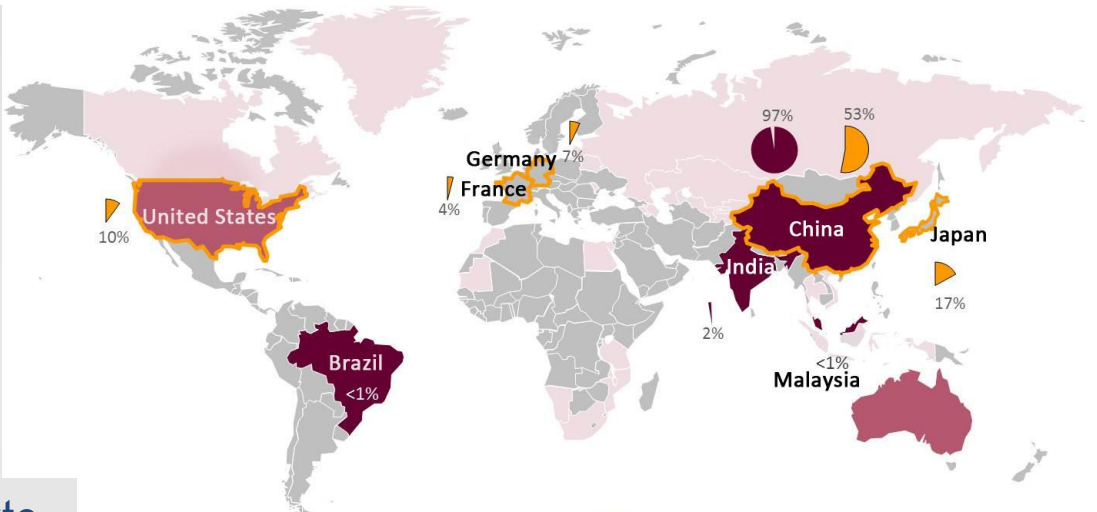 97%
53%
Germany
7%
France
4%
United States
10%
China
Japan
India
17%
2%
Brazil
<1%
<1%
Malaysia